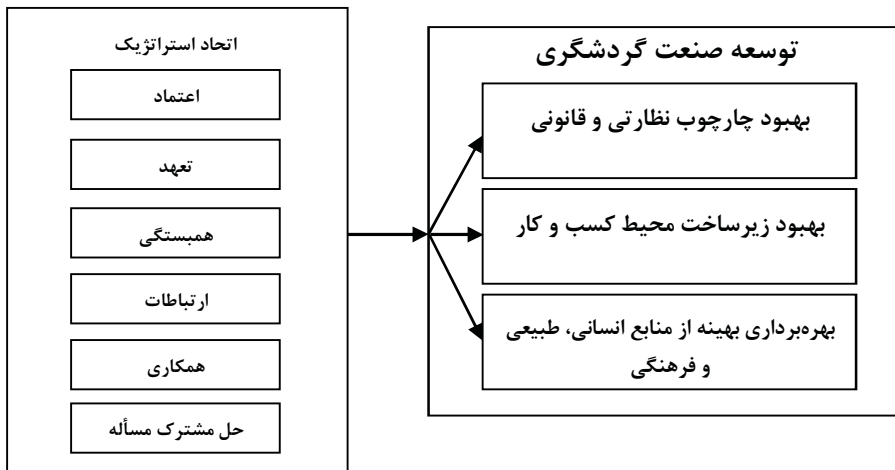 اتحاد استراتژیک
اعتماد
تعهد
همبستگی
ارتباطات
همکاری
حل مشترک مسأله
توسعه صنعت گردشگری
بهبود چارچوب نظارتی و قانونی
بهبود زیرساخت محیط کسب و کار
بهره‌برداری بهینه از منابع انسانی، طبیعی
و فرهنگی